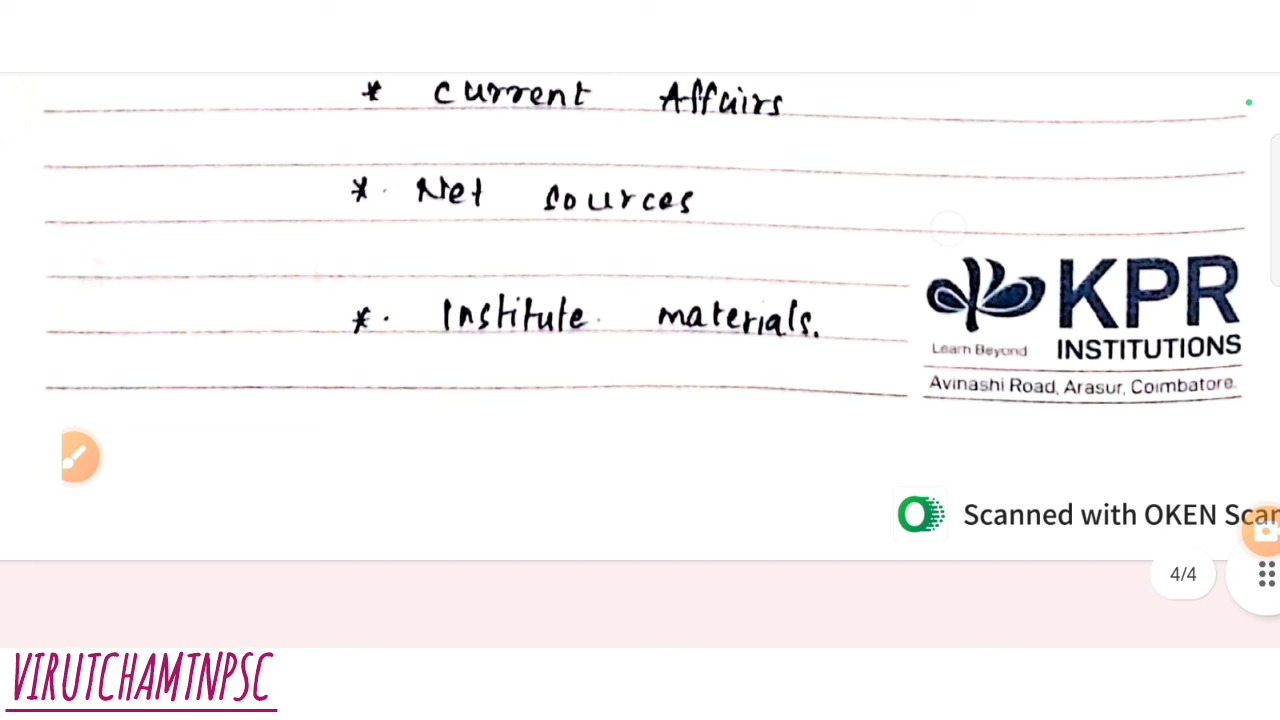 * Current Affairs
* Net Sources
* Institute materials.
KPR
Learn Beyond INSTITUTIONS
Avinashi Road, Arasur, Coimbatore.
Scanned with OKEN Scan
4/4
VIRUTCHAMTNPSC